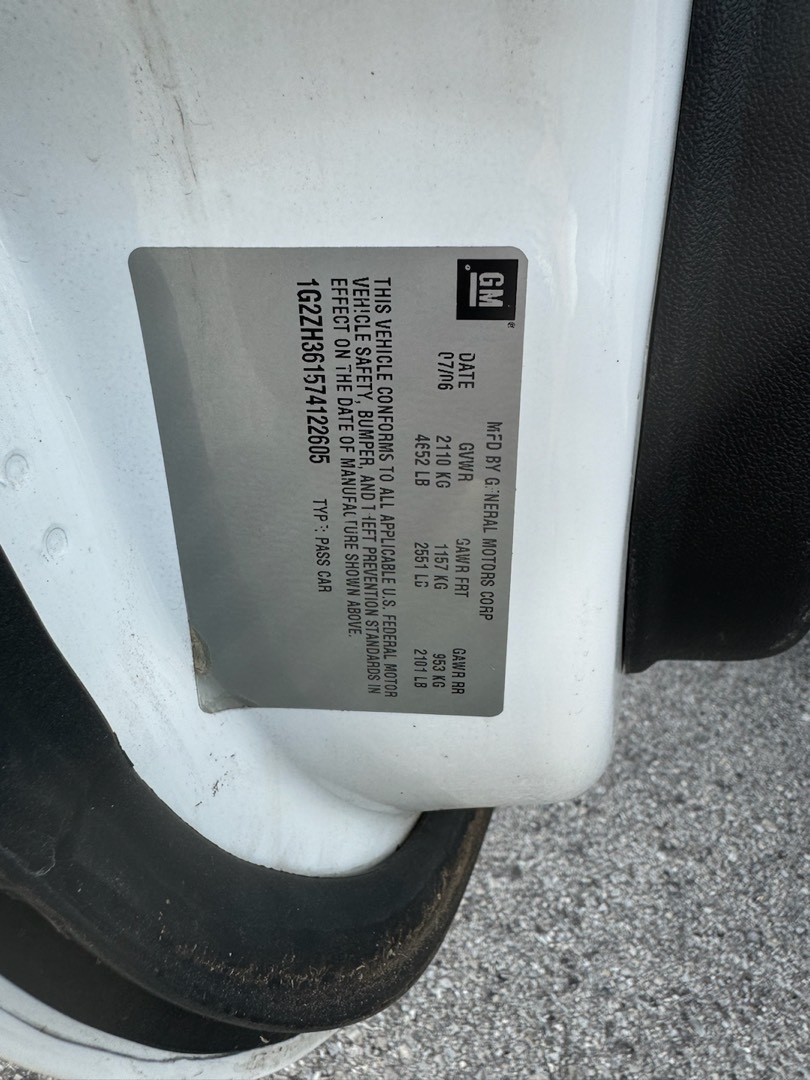 GM
MFD BY GENERAL MOTORS CORP
DATE GVWR GAWR FRT GAWR RR
07/06 2110 KG 1157 KG 953 KG
4652 LB 2551 LB 2101 LB
THIS VEHICLE CONFORMS TO ALL APPLICABLE U.S. FEDERAL MOTOR
VEHICLE SAFETY, BUMPER, AND THEFT PREVENTION STANDARDS IN
EFFECT ON THE DATE OF MANUFACTURE SHOWN ABOVE.
1G2ZH361574122605 TYPE: PASS CAR